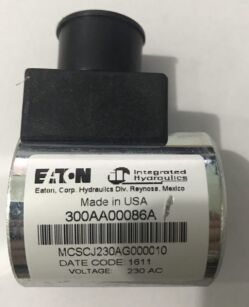 EATON Integrated Hydraulics
Eaton, Corp. Hydraulics Div. Reynosa, Mexico
Made in USA
300AA00086A
MCSCJ230AG000010
DATE CODE: 1611
VOLTAGE: 230 AC